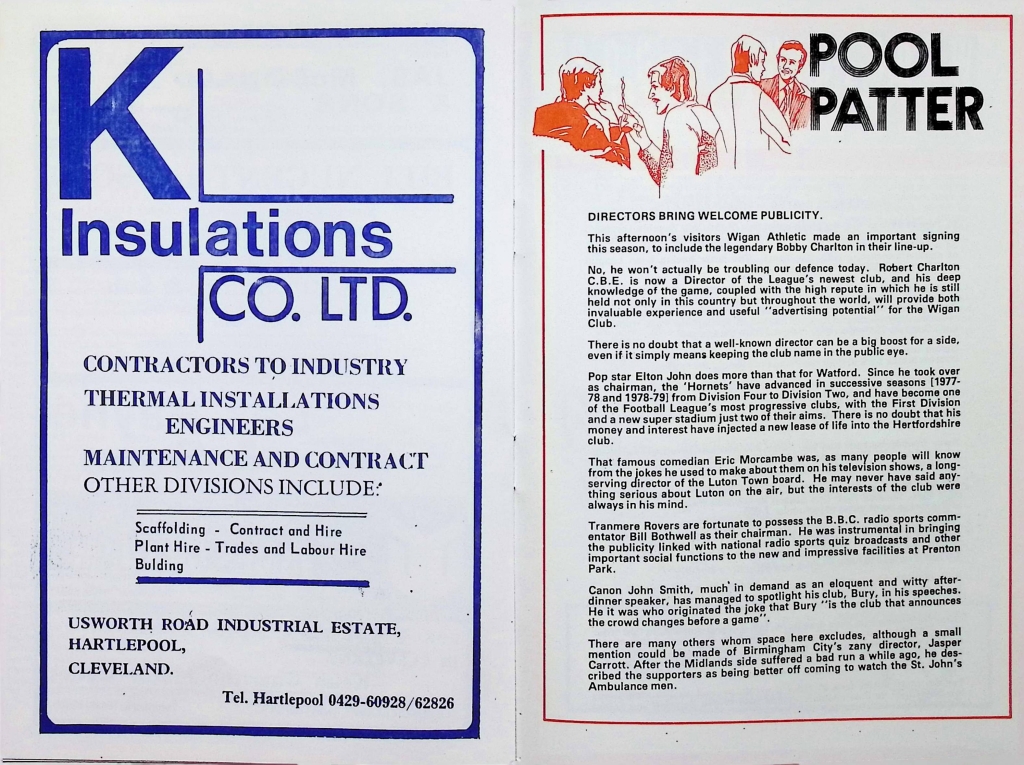 K
Insulations
CO. LTD.
CONTRACTORS TO INDUSTRY
THERMAL INSTALLATIONS
ENGINEERS
MAINTENANCE AND CONTRACT
OTHER DIVISIONS INCLUDE:
Scaffolding - Contract and Hire
Plant Hire - Trades and Labour Hire
Bulding
USWORTH ROAD INDUSTRIAL ESTATE,
HARTLEPOOL,
CLEVELAND.
Tel. Hartlepool 0429-60928/62826
POOL
PATTER
DIRECTORS BRING WELCOME PUBLICITY.
This afternoon's visitors Wigan Athletic made an important signing
this season, to include the legendary Bobby Charlton in their line-up.
No, he won't actually be troubling our defence today. Robert Charlton
C.B.E. is now a Director of the League's newest club, and his deep
knowledge of the game, coupled with the high repute in which he is still
held not only in this country but throughout the world, will provide both
invaluable experience and useful "advertising potential" for the Wigan
Club.
There is no doubt that a well-known director can be a big boost for a side,
even if it simply means keeping the club name in the public eye.
Pop star Elton John does more than that for Watford. Since he took over
as chairman, the 'Hornets' have advanced in successive seasons [1977-
78 and 1978-79] from Division Four to Division Two, and have become one
of the Football League's most progressive clubs, with the First Division
and a new super stadium just two of their aims. There is no doubt that his
money and interest have injected a new lease of life into the Hertfordshire
club.
That famous comedian Eric Morcambe was, as many people will know
from the jokes he used to make about them on his television shows, a long-
serving director of the Luton Town board. He may never have said any-
thing serious about Luton on the air, but the interests of the club were
always in his mind.
Tranmere Rovers are fortunate to possess the B.B.C. radio sports comm-
entator Bill Bothwell as their chairman. He was instrumental in bringing
the publicity linked with national radio sports quiz broadcasts and other
important social functions to the new and impressive facilities at Prenton
Park.
Canon John Smith, much in demand as an eloquent and witty after-
dinner speaker, has managed to spotlight his club, Bury, in his speeches.
He it was who originated the joke that Bury "is the club that announces
the crowd changes before a game".
There are many others whom space here excludes, although a small
mention could be made of Birmingham City's zany director, Jasper
Carrott. After the Midlands side suffered a bad run a while ago, he des-
cribed the supporters as being better off coming to watch the St. John's
Ambulance men.